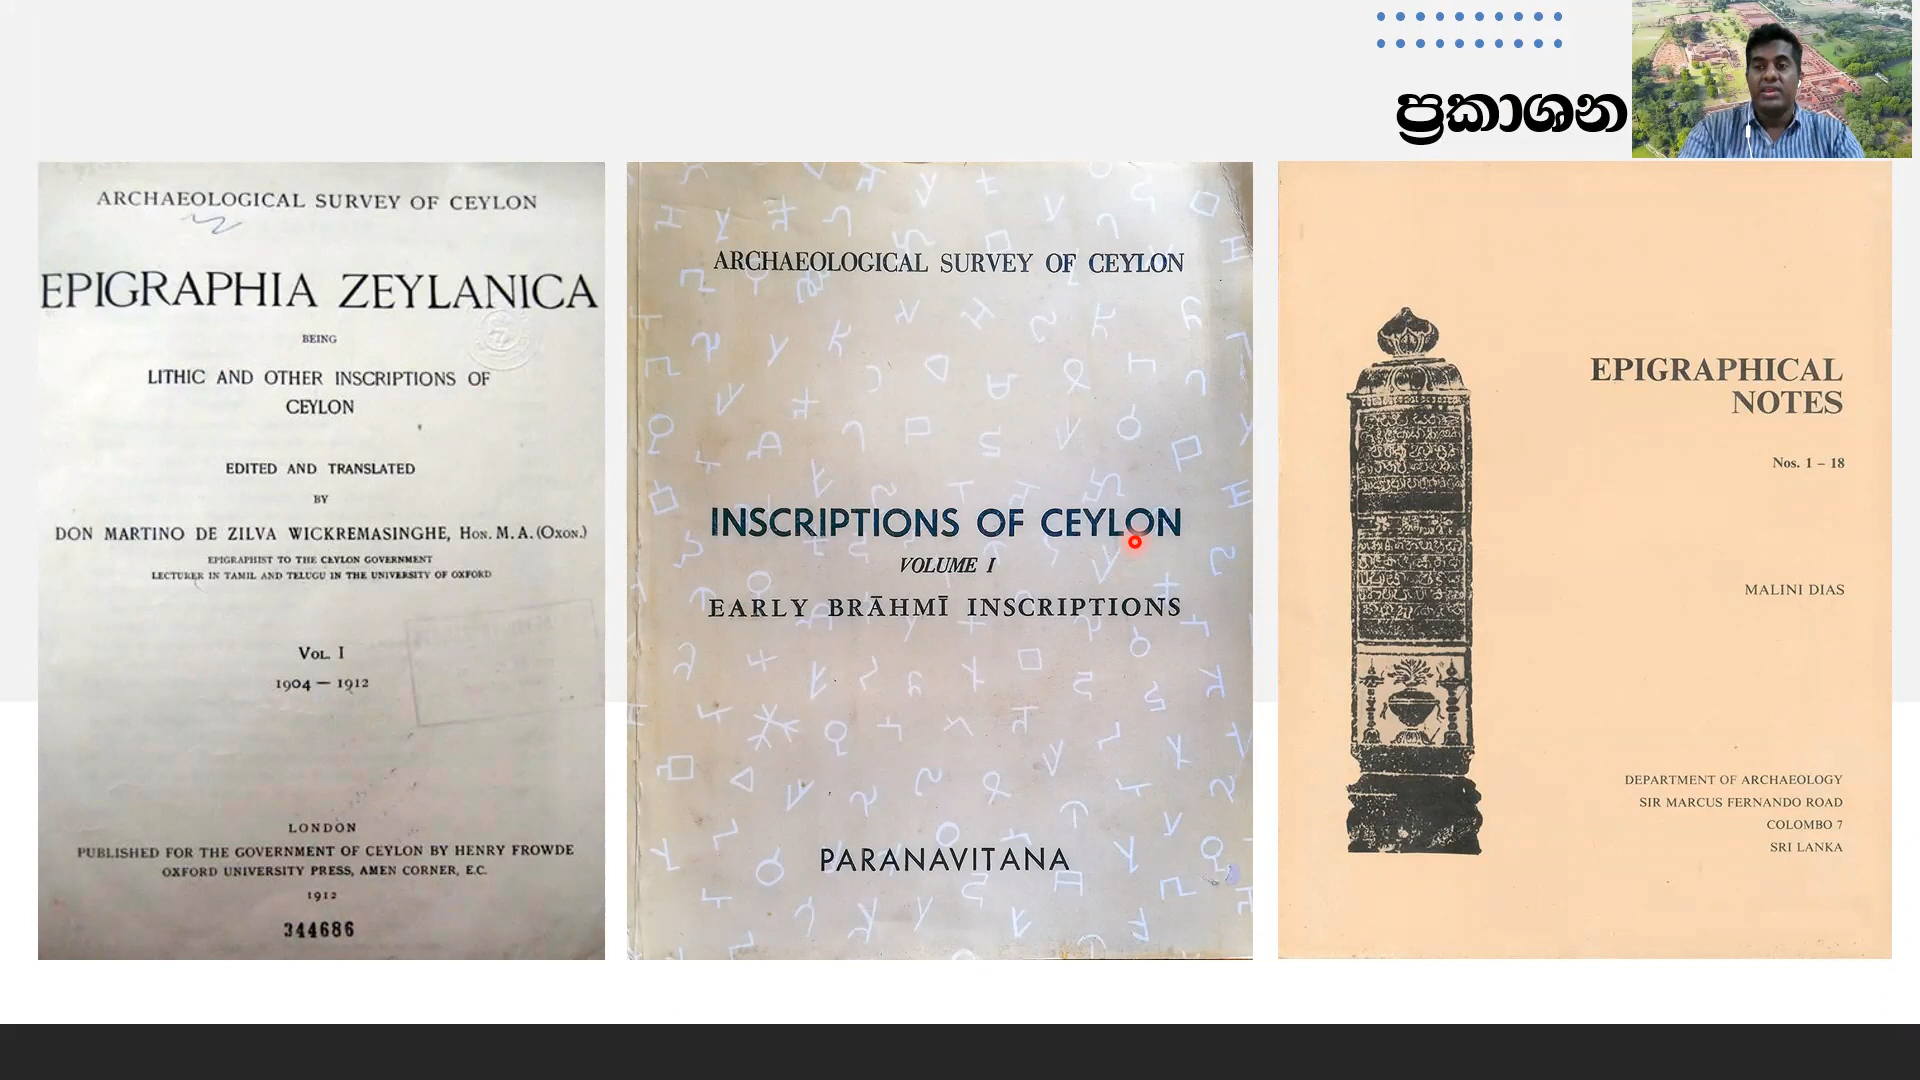 ප්‍රකාශන
ARCHAEOLOGICAL SURVEY OF CEYLON
EPIGRAPHIA ZEYLANICA
BEING
LITHIC AND OTHER INSCRIPTIONS OF
CEYLON
EDITED AND TRANSLATED
BY
DON MARTINO DE ZILVA WICKREMASINGHE, HON. M. A. (OXON.)
EPIGRAPHIST TO THE CEYLON GOVERNMENT
LECTURER IN TAMIL AND TELUGU IN THE UNIVERSITY OF OXFORD
VOL. I
1904 — 1912
LONDON
PUBLISHED FOR THE GOVERNMENT OF CEYLON BY HENRY FROWDE
OXFORD UNIVERSITY PRESS, AMEN CORNER, E.C.
1912
344686
ARCHAEOLOGICAL SURVEY OF CEYLON
INSCRIPTIONS OF CEYLON
VOLUME I
EARLY BRĀHMĪ INSCRIPTIONS
PARANAVITANA
EPIGRAPHICAL
NOTES
Nos. 1 – 18
MALINI DIAS
DEPARTMENT OF ARCHAEOLOGY
SIR MARCUS FERNANDO ROAD
COLOMBO 7
SRI LANKA